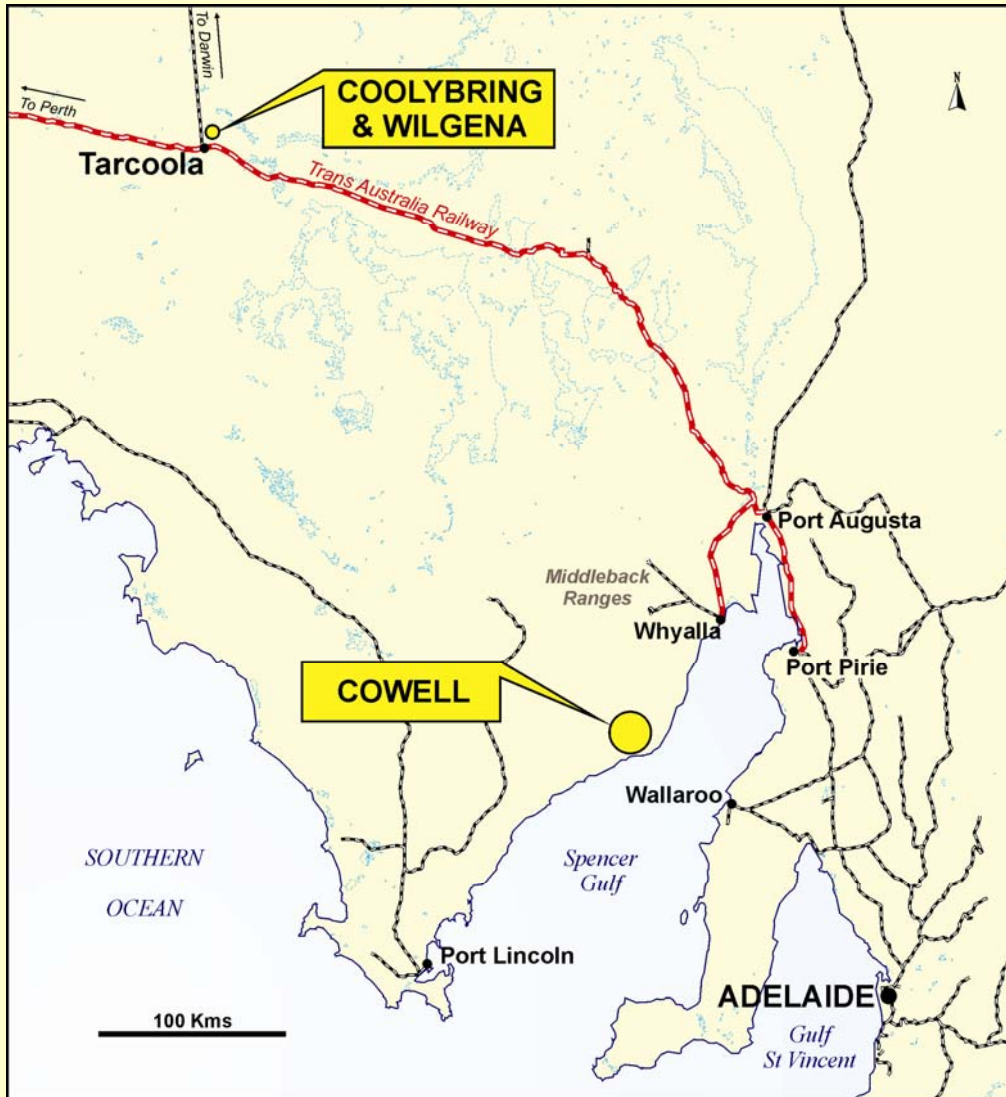 To Darwin
N
COOLYBRING
& WILGENA
To Perth
Tarcoola
Trans Australia Railway
Port Augusta
Middleback
Ranges
Whyalla
Port Pirie
COWELL
Wallaroo
SOUTHERN
OCEAN
Spencer
Gulf
Port Lincoln
ADELAIDE
100 Kms
Gulf
St Vincent